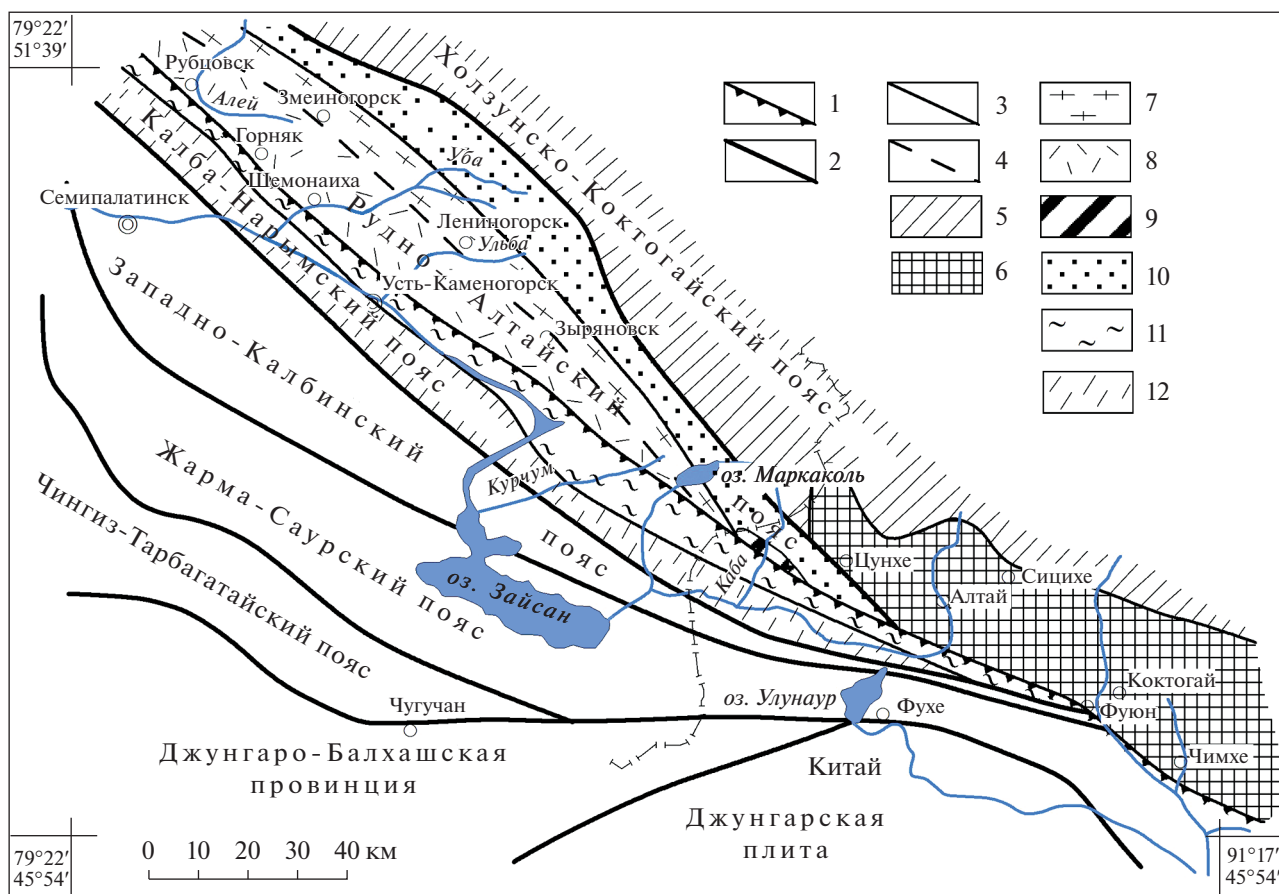 79°22′
51°39′
Холзунско-Коктогайский пояс
Рубцовск
Алей
Змеиногорск
Горняк
Шемонаиха
Уба
Калба-Нарымский пояс
Семипалатинск
Рудно-Алтайский пояс
Лениногорск
Ульба
Усть-Каменогорск
Зыряновск
Западно-Калбинский пояс
Жарма-Саурский пояс
Чингиз-Тарбагатайский пояс
Курчум
оз. Маркаколь
оз. Зайсан
Каба
Цунхе
Сицихе
Алтай
Коктогай
Фуюн
Чимхе
оз. Улунгур
Фухе
Чугучан
Джунгаро-Балхашская
провинция
Китай
Джунгарская
плита
1
2
3
4
5
6
7
8
9
10
11
12
79°22′
45°54′
0 10 20 30 40 км
91°17′
45°54′